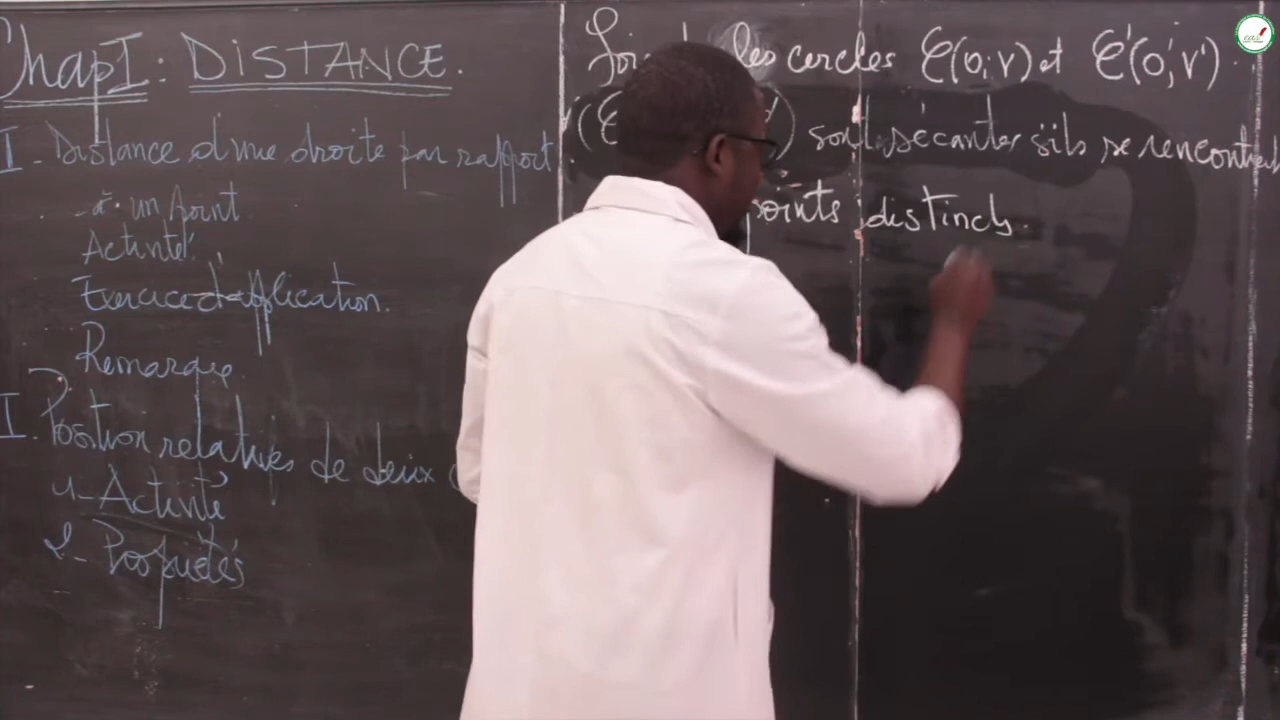 Chap I : DISTANCE.
I - Distance d'une droite par rapport
à un point
Activité
Exercice d'application.
Remarque
I. Position relatives de deux
1 - Activité
2 - Propriétés
les cercles C(O;r) et C'(O';r').
sont sécantes s'ils se rencontrent
points distincts.